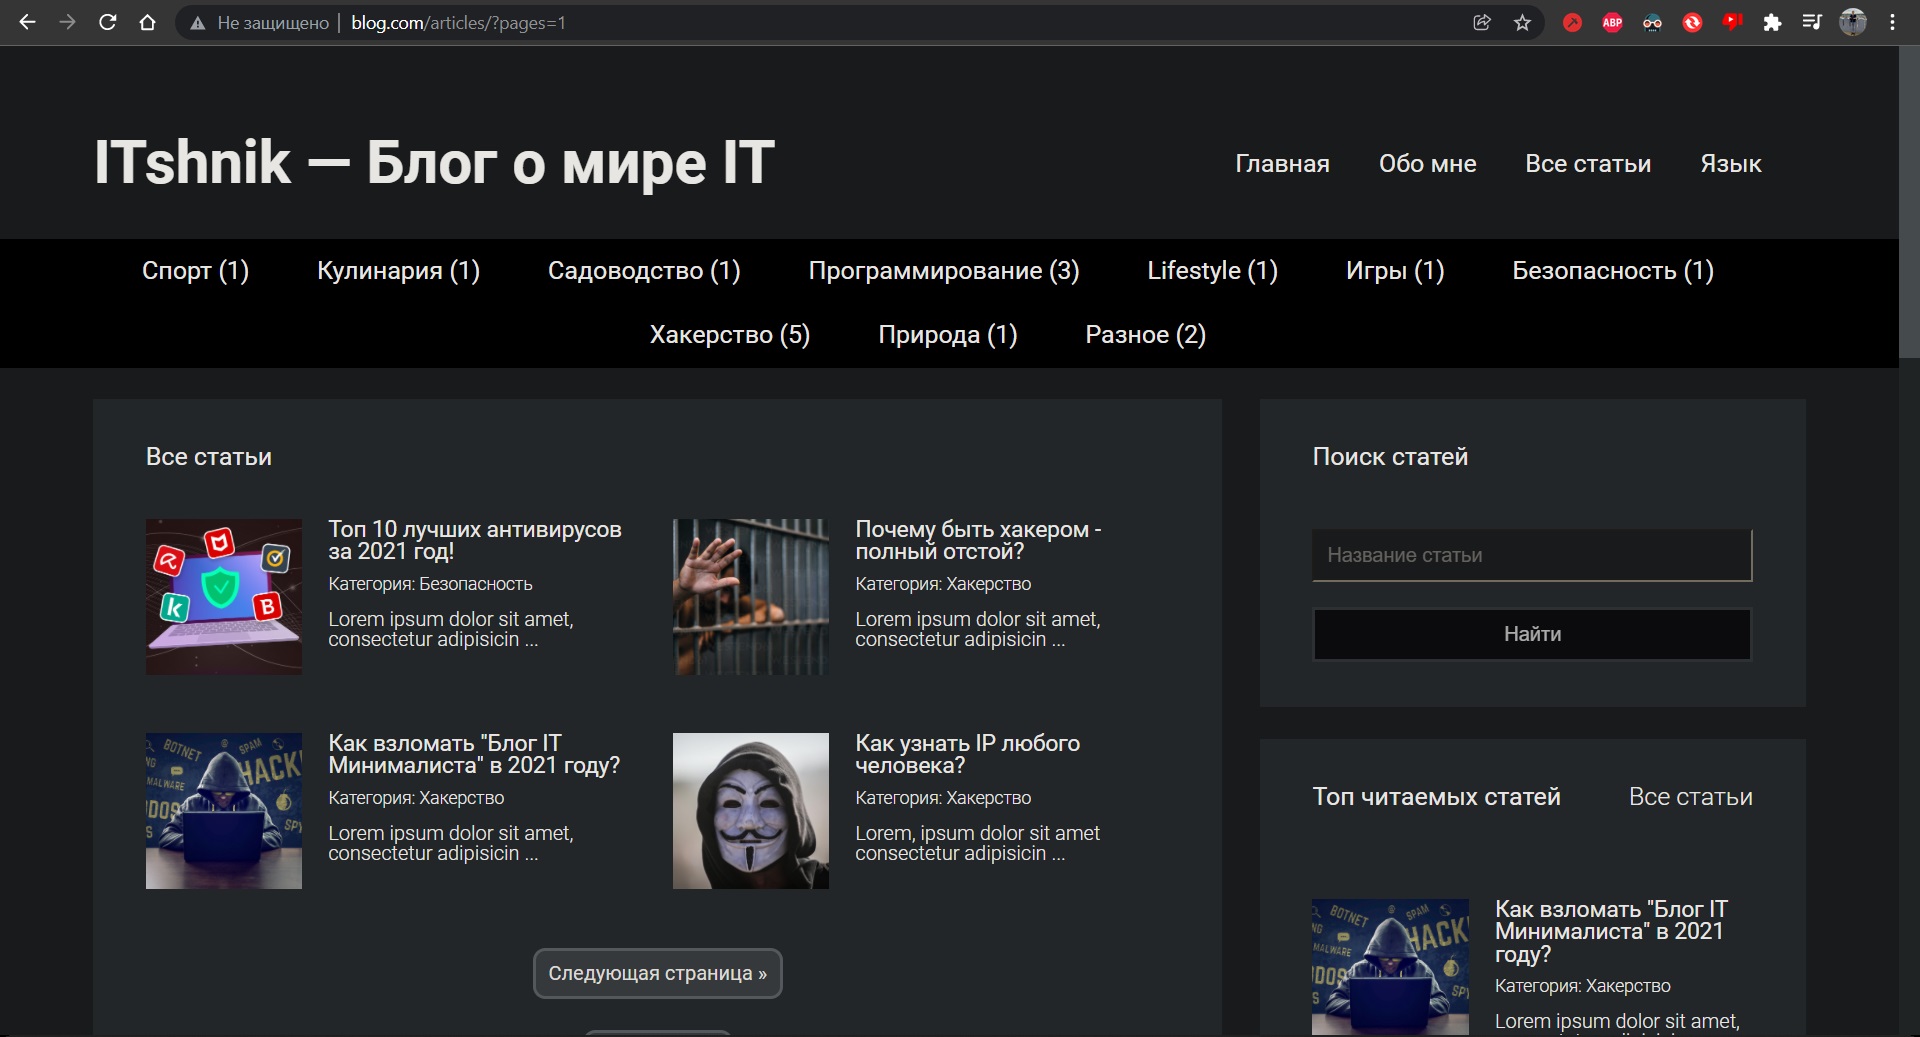 Не защищено | blog.com/articles/?pages=1
ABP
ITshnik — Блог о мире IT
Главная Обо мне Все статьи Язык
Спорт (1) Кулинария (1) Садоводство (1) Программирование (3) Lifestyle (1) Игры (1) Безопасность (1)
Хакерство (5) Природа (1) Разное (2)
Все статьи
Топ 10 лучших антивирусов
за 2021 год!
Категория: Безопасность
Lorem ipsum dolor sit amet,
consectetur adipisicin ...
Почему быть хакером -
полный отстой?
Категория: Хакерство
Lorem ipsum dolor sit amet,
consectetur adipisicin ...
BOTNET @ SPAM
HACK
MALWARE
DDOS
SPY
Как взломать "Блог IT
Минималиста" в 2021 году?
Категория: Хакерство
Lorem ipsum dolor sit amet,
consectetur adipisicin ...
Как узнать IP любого
человека?
Категория: Хакерство
Lorem, ipsum dolor sit amet
consectetur adipisicin ...
Следующая страница »
Поиск статей
Название статьи
Найти
Топ читаемых статей Все статьи
BOTNET @ SPAM
HACK
MALWARE
Как взломать "Блог IT
Минималиста" в 2021
году?
Категория: Хакерство
Lorem ipsum dolor sit amet,